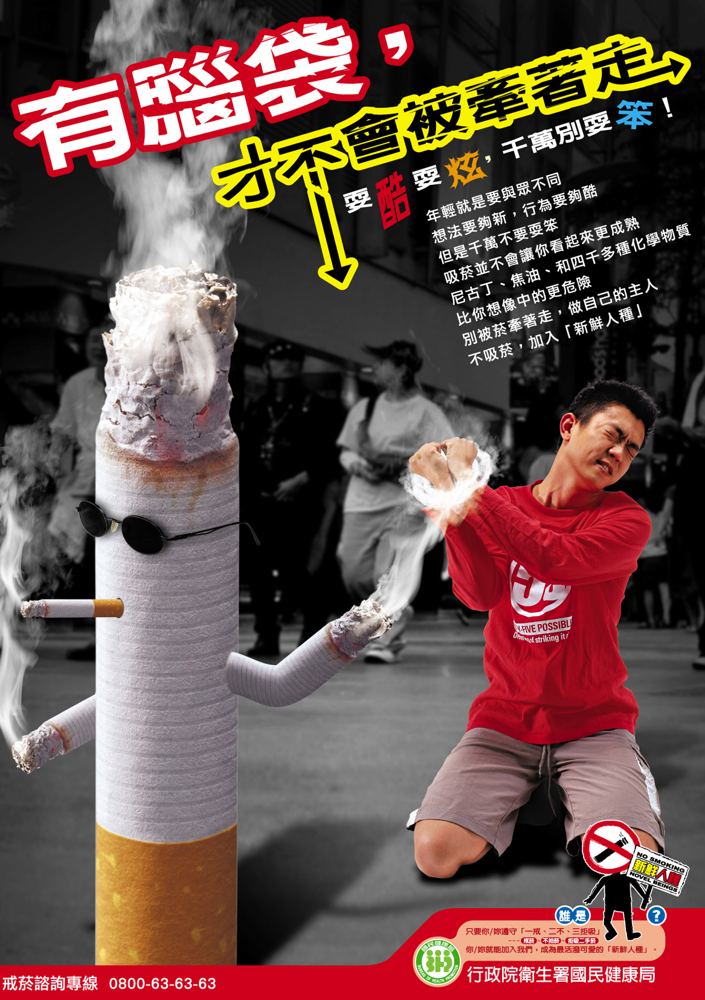 有腦袋，
才不會被牽著走
耍酷耍炫，千萬別耍笨！
年輕就是要與眾不同
想法要夠新，行為要夠酷
但是千萬不要耍笨
吸菸並不會讓你看起來更成熟
尼古丁、焦油、和四千多種化學物質
比你想像中的更危險
別被菸牽著走，做自己的主人
不吸菸，加入「新鮮人種」
-FIVE POSSIBLE
of striking it
NO SMOKING
新鮮人種
NOVEL BEINGS
誰是 ?
只要你/妳遵守「一戒、二不、三拒吸」
---戒菸、不抽菸、拒吸二手菸
你/妳就能加入我們，成為最活潑可愛的「新鮮人種」。
國民健康局
BUREAU OF HEALTH PROMOTION
行政院衛生署國民健康局
戒菸諮詢專線 0800-63-63-63